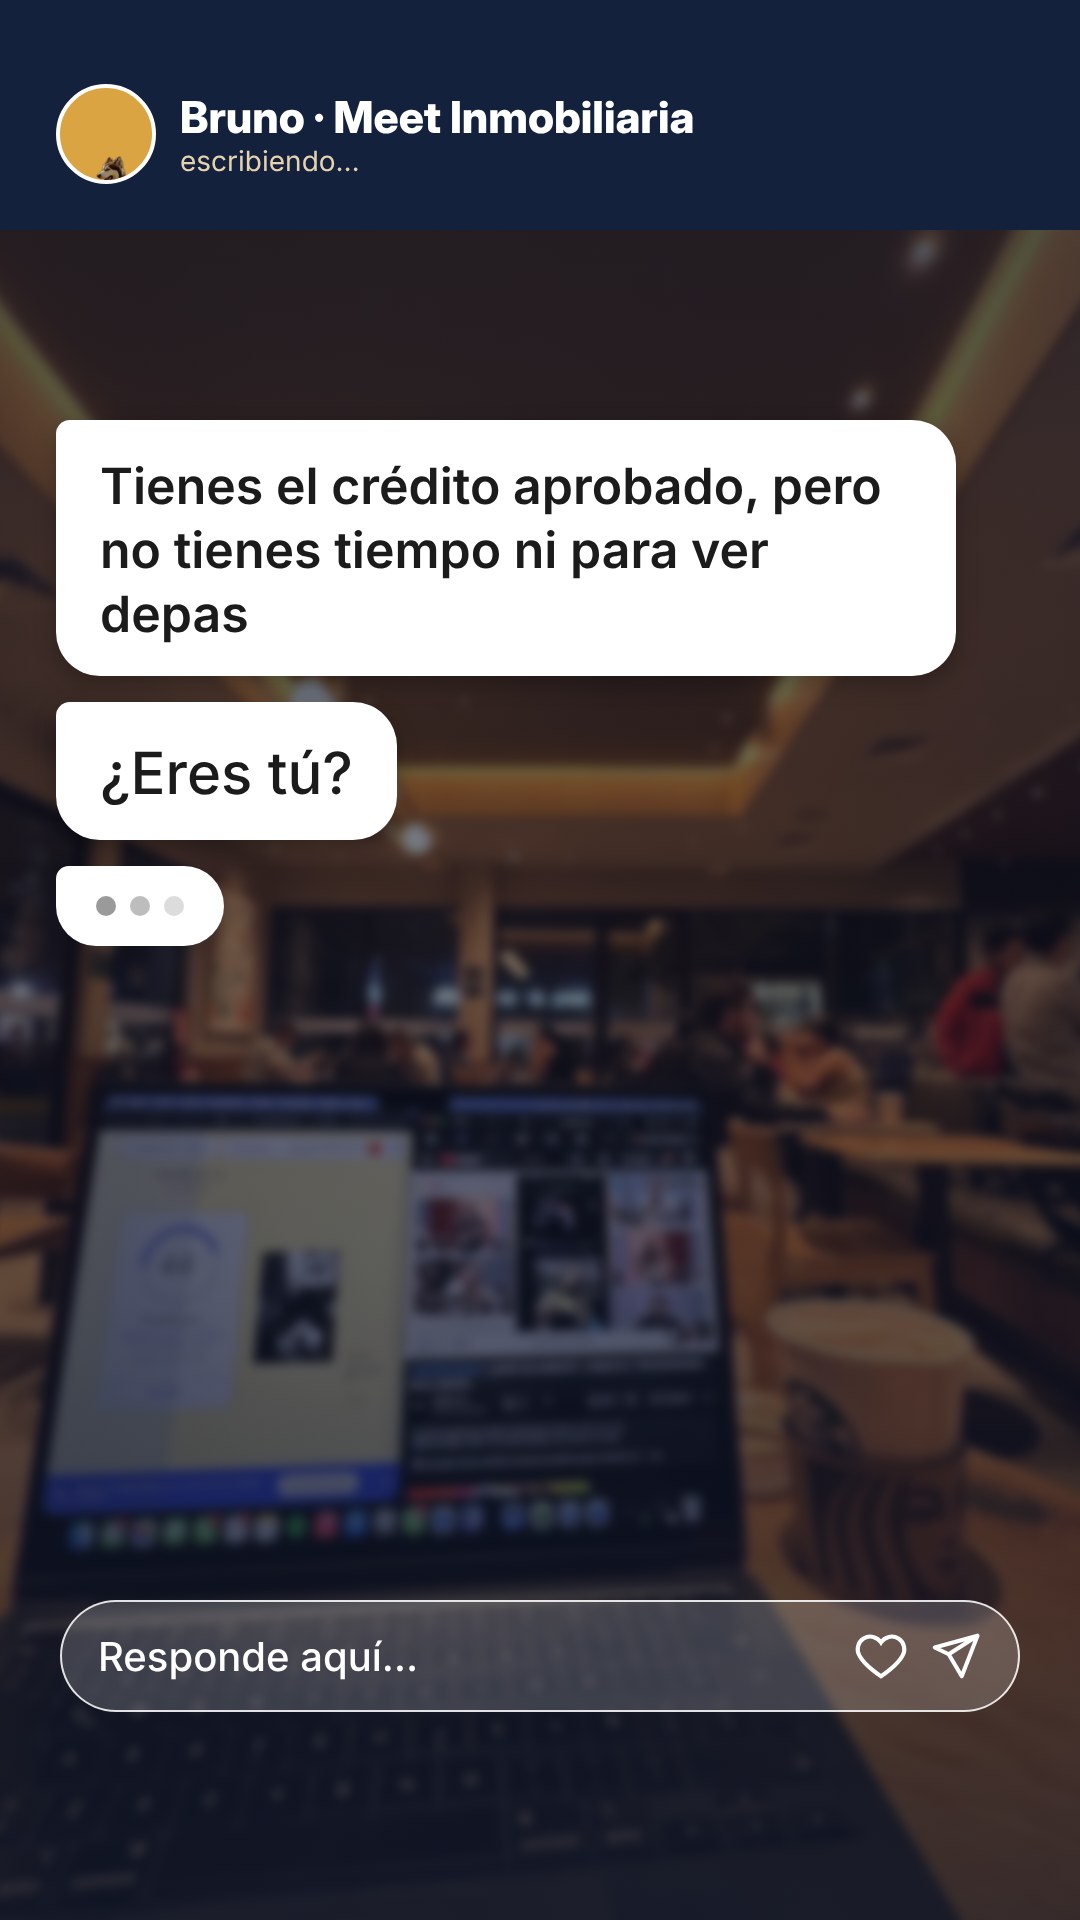 Bruno · Meet Inmobiliaria
escribiendo...
Tienes el crédito aprobado, pero
no tienes tiempo ni para ver
depas
¿Eres tú?
Responde aquí...